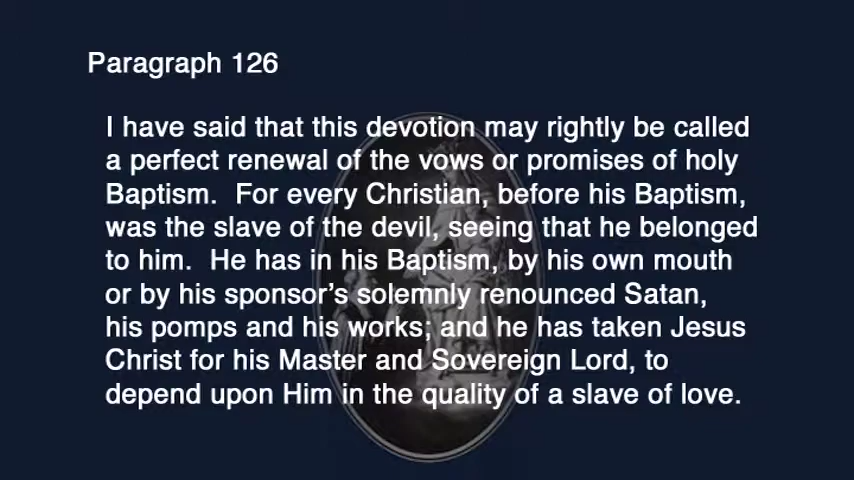 Paragraph 126
I have said that this devotion may rightly be called
a perfect renewal of the vows or promises of holy
Baptism.  For every Christian, before his Baptism,
was the slave of the devil, seeing that he belonged
to him.  He has in his Baptism, by his own mouth
or by his sponsor’s solemnly renounced Satan,
his pomps and his works; and he has taken Jesus
Christ for his Master and Sovereign Lord, to
depend upon Him in the quality of a slave of love.